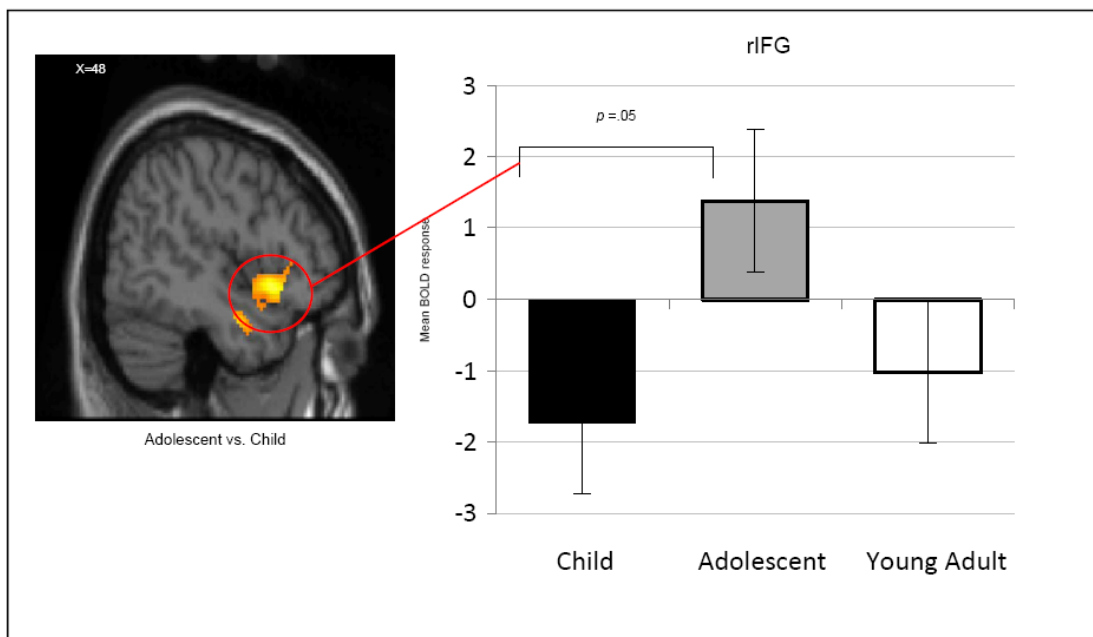 X=48
Adolescent vs. Child
rIFG
p =.05
Mean BOLD response
3
2
1
0
-1
-2
-3
Child Adolescent Young Adult